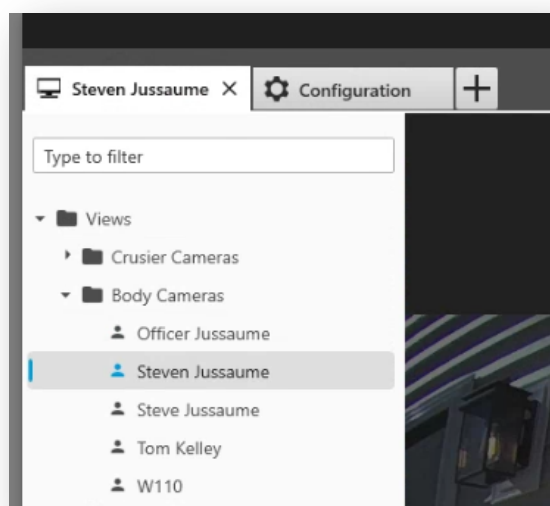 Steven Jussaume
Configuration
Type to filter
Views
Crusier Cameras
Body Cameras
Officer Jussaume
Steven Jussaume
Steve Jussaume
Tom Kelley
W110